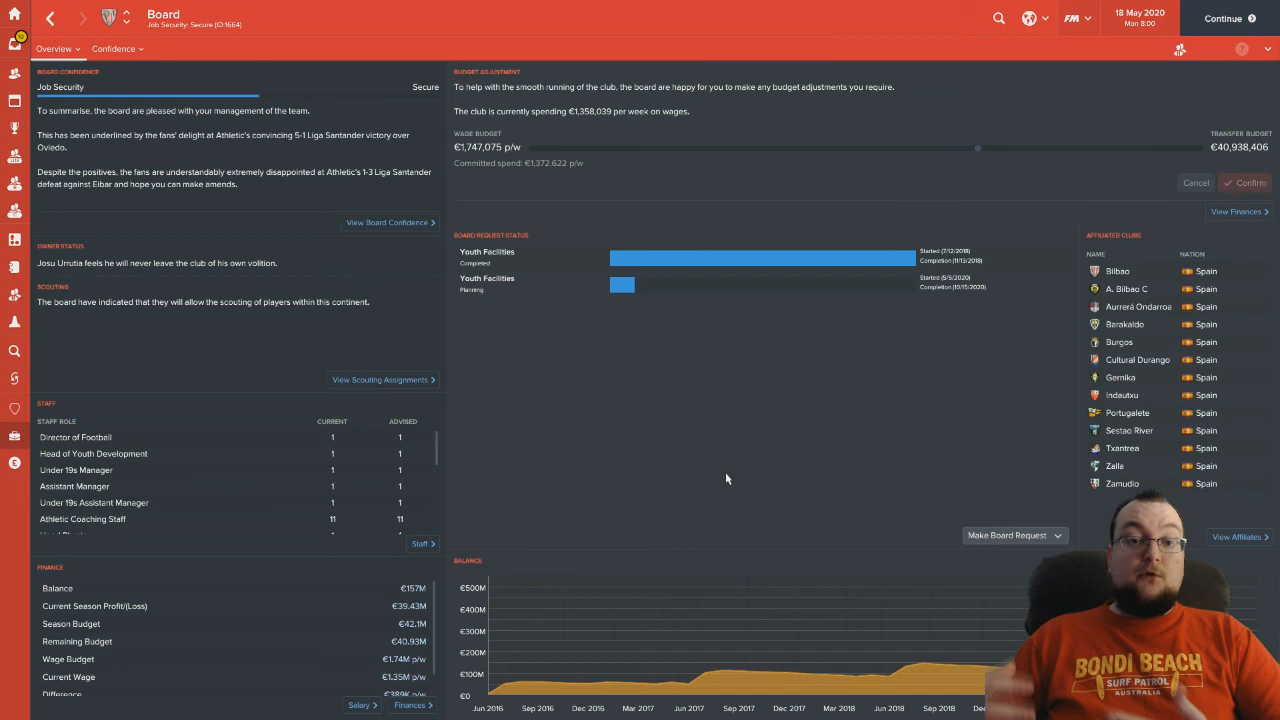 Board
Job Security: Secure (ID:1664)
FM
18 May 2020
Mon 8:00
Continue
10
Overview
Confidence
BOARD CONFIDENCE
Job Security
Secure
To summarise, the board are pleased with your management of the team.
This has been underlined by the fans' delight at Athletic's convincing 5-1 Liga Santander victory over
Oviedo.
Despite the positives, the fans are understandably extremely disappointed at Athletic's 1-3 Liga Santander
defeat against Eibar and hope you can make amends.
View Board Confidence
OWNER STATUS
Josu Urrutia feels he will never leave the club of his own volition.
SCOUTING
The board have indicated that they will allow the scouting of players within this continent.
View Scouting Assignments
STAFF
STAFF ROLE CURRENT ADVISED
Director of Football 1 1
Head of Youth Development 1 1
Under 19s Manager 1 1
Assistant Manager 1 1
Under 19s Assistant Manager 1 1
Athletic Coaching Staff 11 11
Staff
FINANCE
Balance €157M
Current Season Profit/(Loss) €39.43M
Season Budget €42.1M
Remaining Budget €40.93M
Wage Budget €1.74M p/w
Current Wage €1.35M p/w
Difference €389K p/w
Salary
Finances
BUDGET ADJUSTMENT
To help with the smooth running of the club, the board are happy for you to make any budget adjustments you require.
The club is currently spending €1,358,039 per week on wages.
WAGE BUDGET
€1,747,075 p/w
Committed spend: €1,372,622 p/w
TRANSFER BUDGET
€40,938,406
Cancel
Confirm
View Finances
BOARD REQUEST STATUS
Youth Facilities
Completed
Started (7/12/2018)
Completion (11/13/2018)
Youth Facilities
Planning
Started (5/5/2020)
Completion (10/15/2020)
Make Board Request
AFFILIATED CLUBS
NAME NATION
Bilbao Spain
A. Bilbao C Spain
Aurrerá Ondarroa Spain
Barakaldo Spain
Burgos Spain
Cultural Durango Spain
Gernika Spain
Indautxu Spain
Portugalete Spain
Sestao River Spain
Txantrea Spain
Zalla Spain
Zamudio Spain
View Affiliates
BALANCE
€500M
€400M
€300M
€200M
€100M
€0
Jun 2016 Sep 2016 Dec 2016 Mar 2017 Jun 2017 Sep 2017 Dec 2017 Mar 2018 Jun 2018 Sep 2018
BONDI BEACH
SURF PATROL
AUSTRALIA